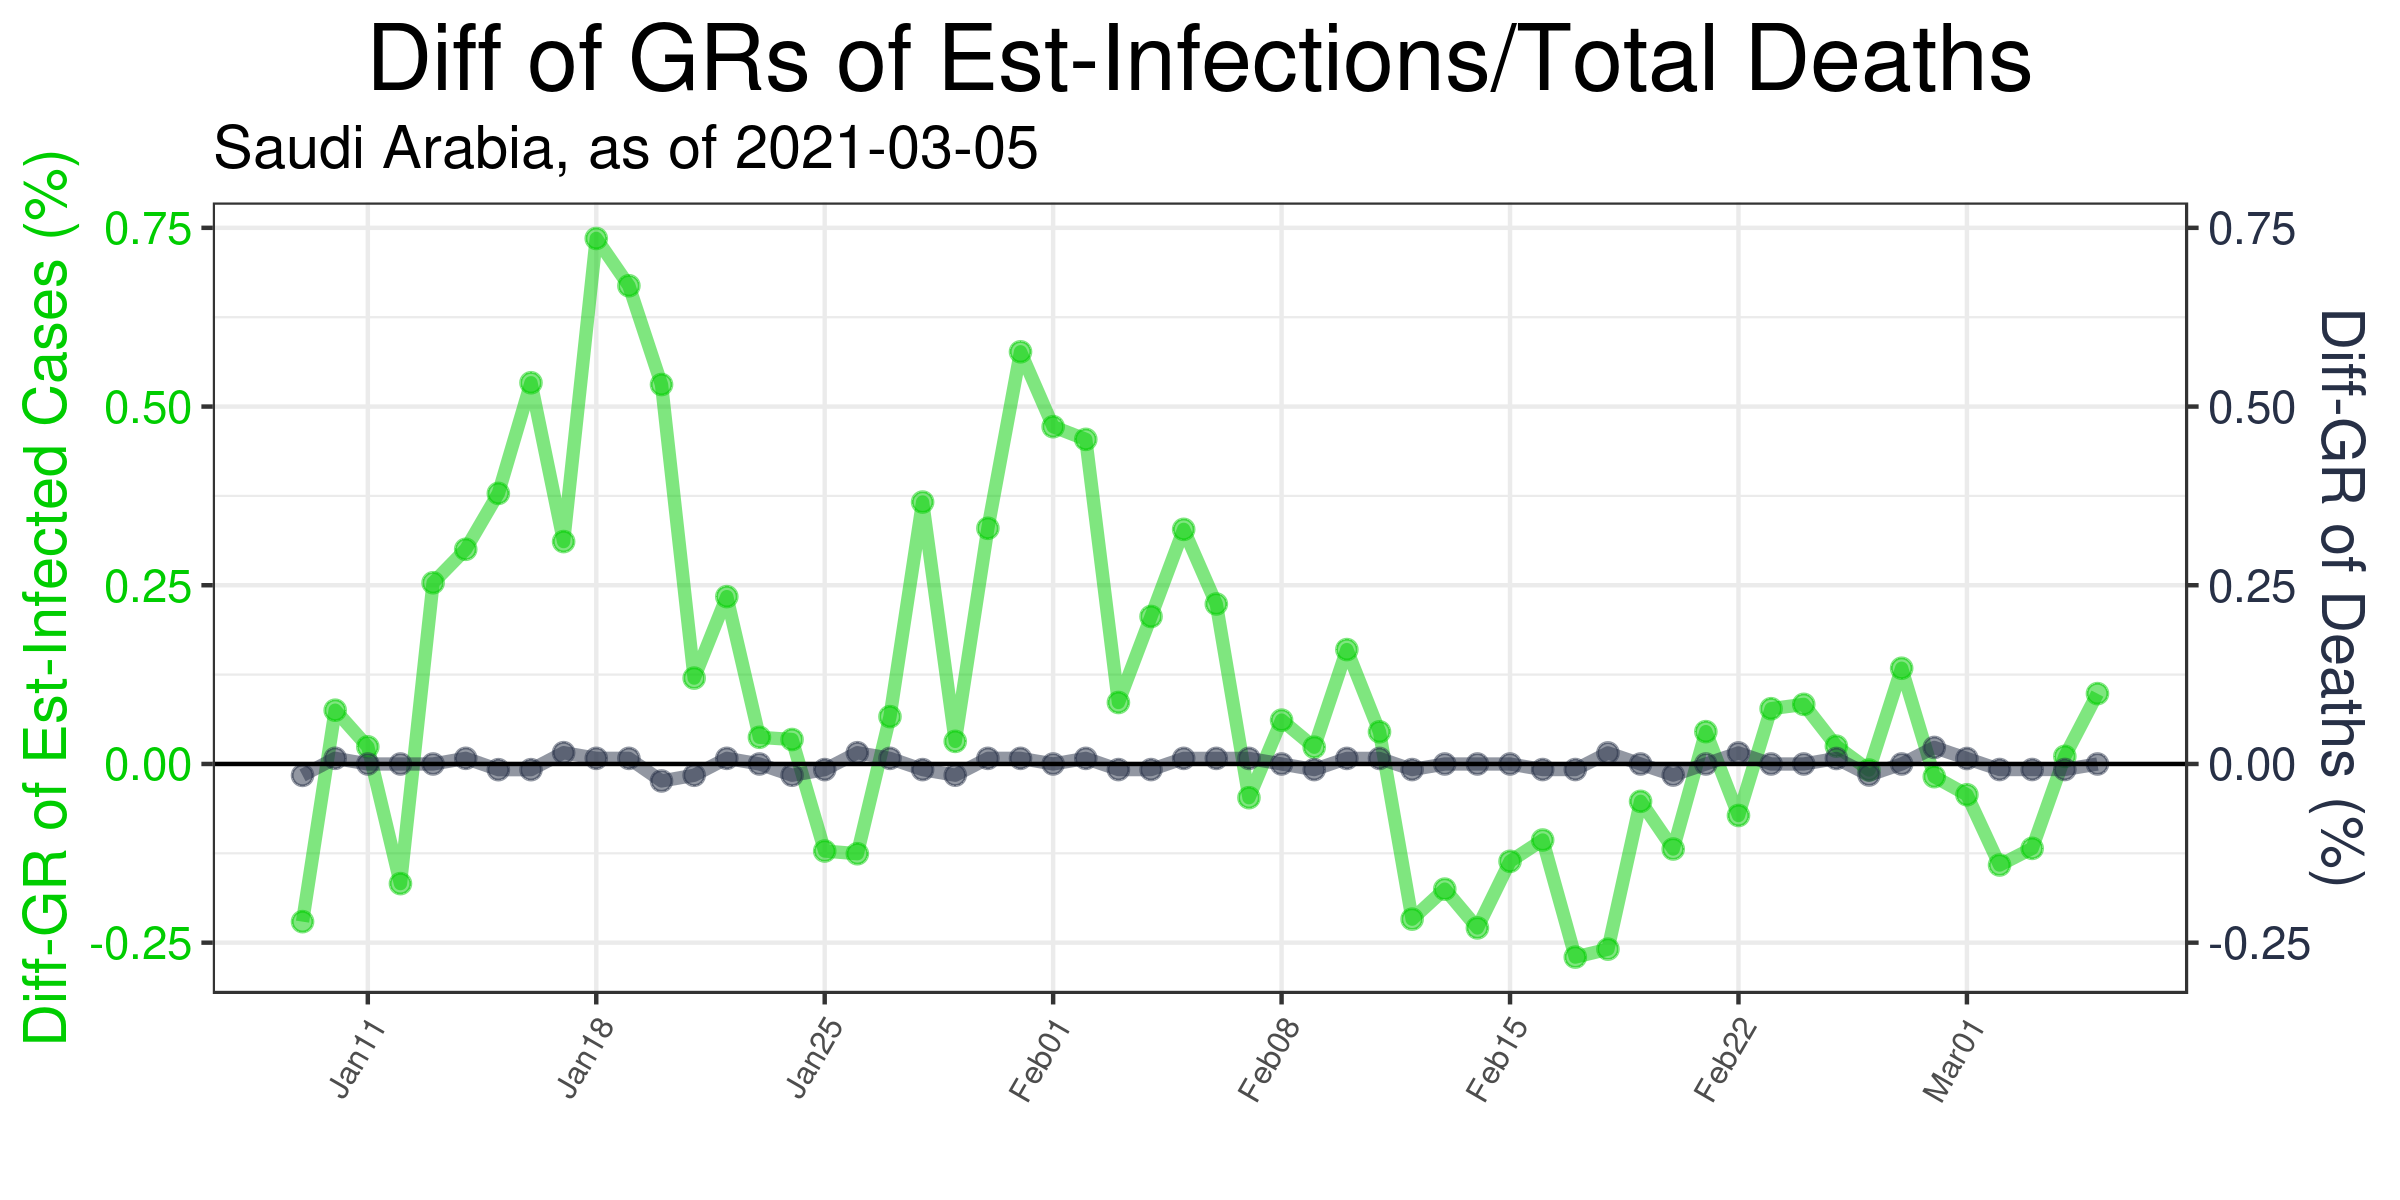 Diff of GRs of Est-Infections/Total Deaths
Saudi Arabia, as of 2021-03-05
Diff-GR of Est-Infected Cases (%)
0.75
0.50
0.25
0.00
-0.25
0.75
0.50
0.25
0.00
-0.25
Diff-GR of Deaths (%)
Jan11
Jan18
Jan25
Feb01
Feb08
Feb15
Feb22
Mar01